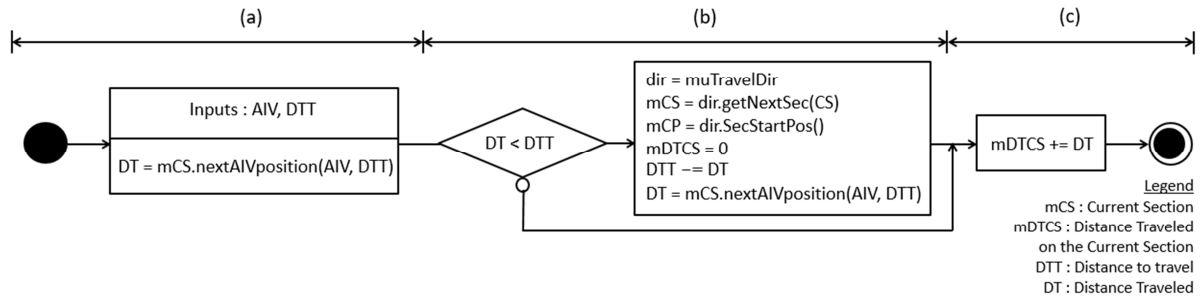 (a)
(b)
(c)
Inputs : AIV, DTT
DT = mCS.nextAIVposition(AIV, DTT)
DT < DTT
dir = muTravelDir
mCS = dir.getNextSec(CS)
mCP = dir.SecStartPos()
mDTCS = 0
DTT −= DT
DT = mCS.nextAIVposition(AIV, DTT)
mDTCS += DT
Legend
mCS : Current Section
mDTCS : Distance Traveled
on the Current Section
DTT : Distance to travel
DT : Distance Traveled